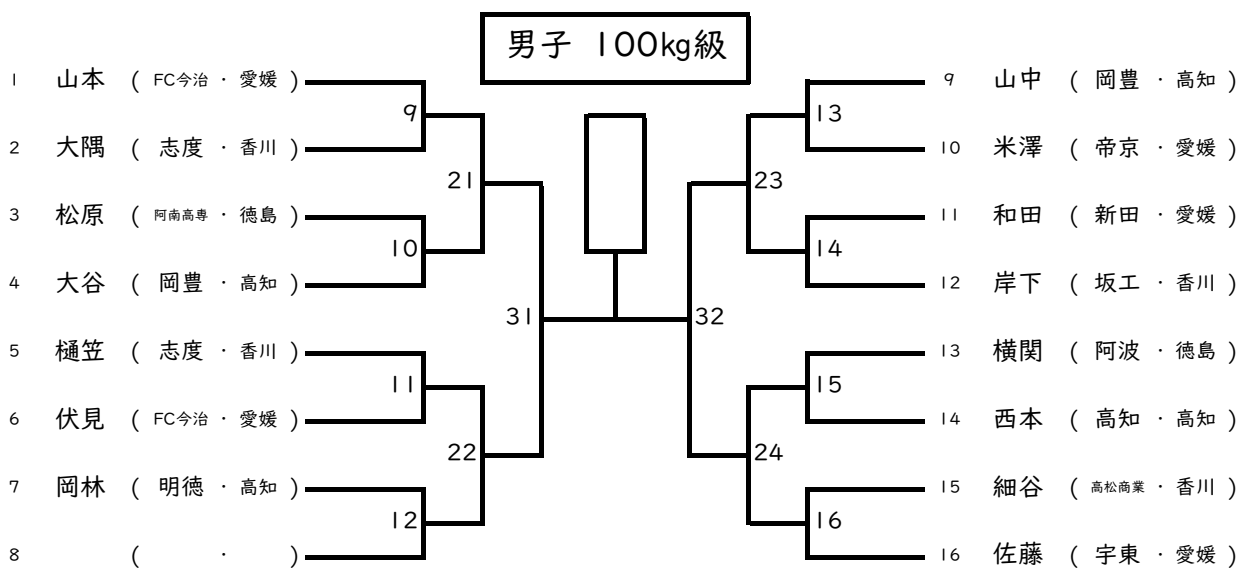 男子 100kg級
1 山本 ( FC今治 ・ 愛媛 )
2 大隅 ( 志度 ・ 香川 )
3 松原 ( 阿南高専 ・ 徳島 )
4 大谷 ( 岡豊 ・ 高知 )
5 樋笠 ( 志度 ・ 香川 )
6 伏見 ( FC今治 ・ 愛媛 )
7 岡林 ( 明徳 ・ 高知 )
8 ( ・ )
9
10
11
12
21
22
31
32
23
24
13
14
15
16
9 山中 ( 岡豊 ・ 高知 )
10 米澤 ( 帝京 ・ 愛媛 )
11 和田 ( 新田 ・ 愛媛 )
12 岸下 ( 坂工 ・ 香川 )
13 横関 ( 阿波 ・ 徳島 )
14 西本 ( 高知 ・ 高知 )
15 細谷 ( 高松商業 ・ 香川 )
16 佐藤 ( 宇東 ・ 愛媛 )